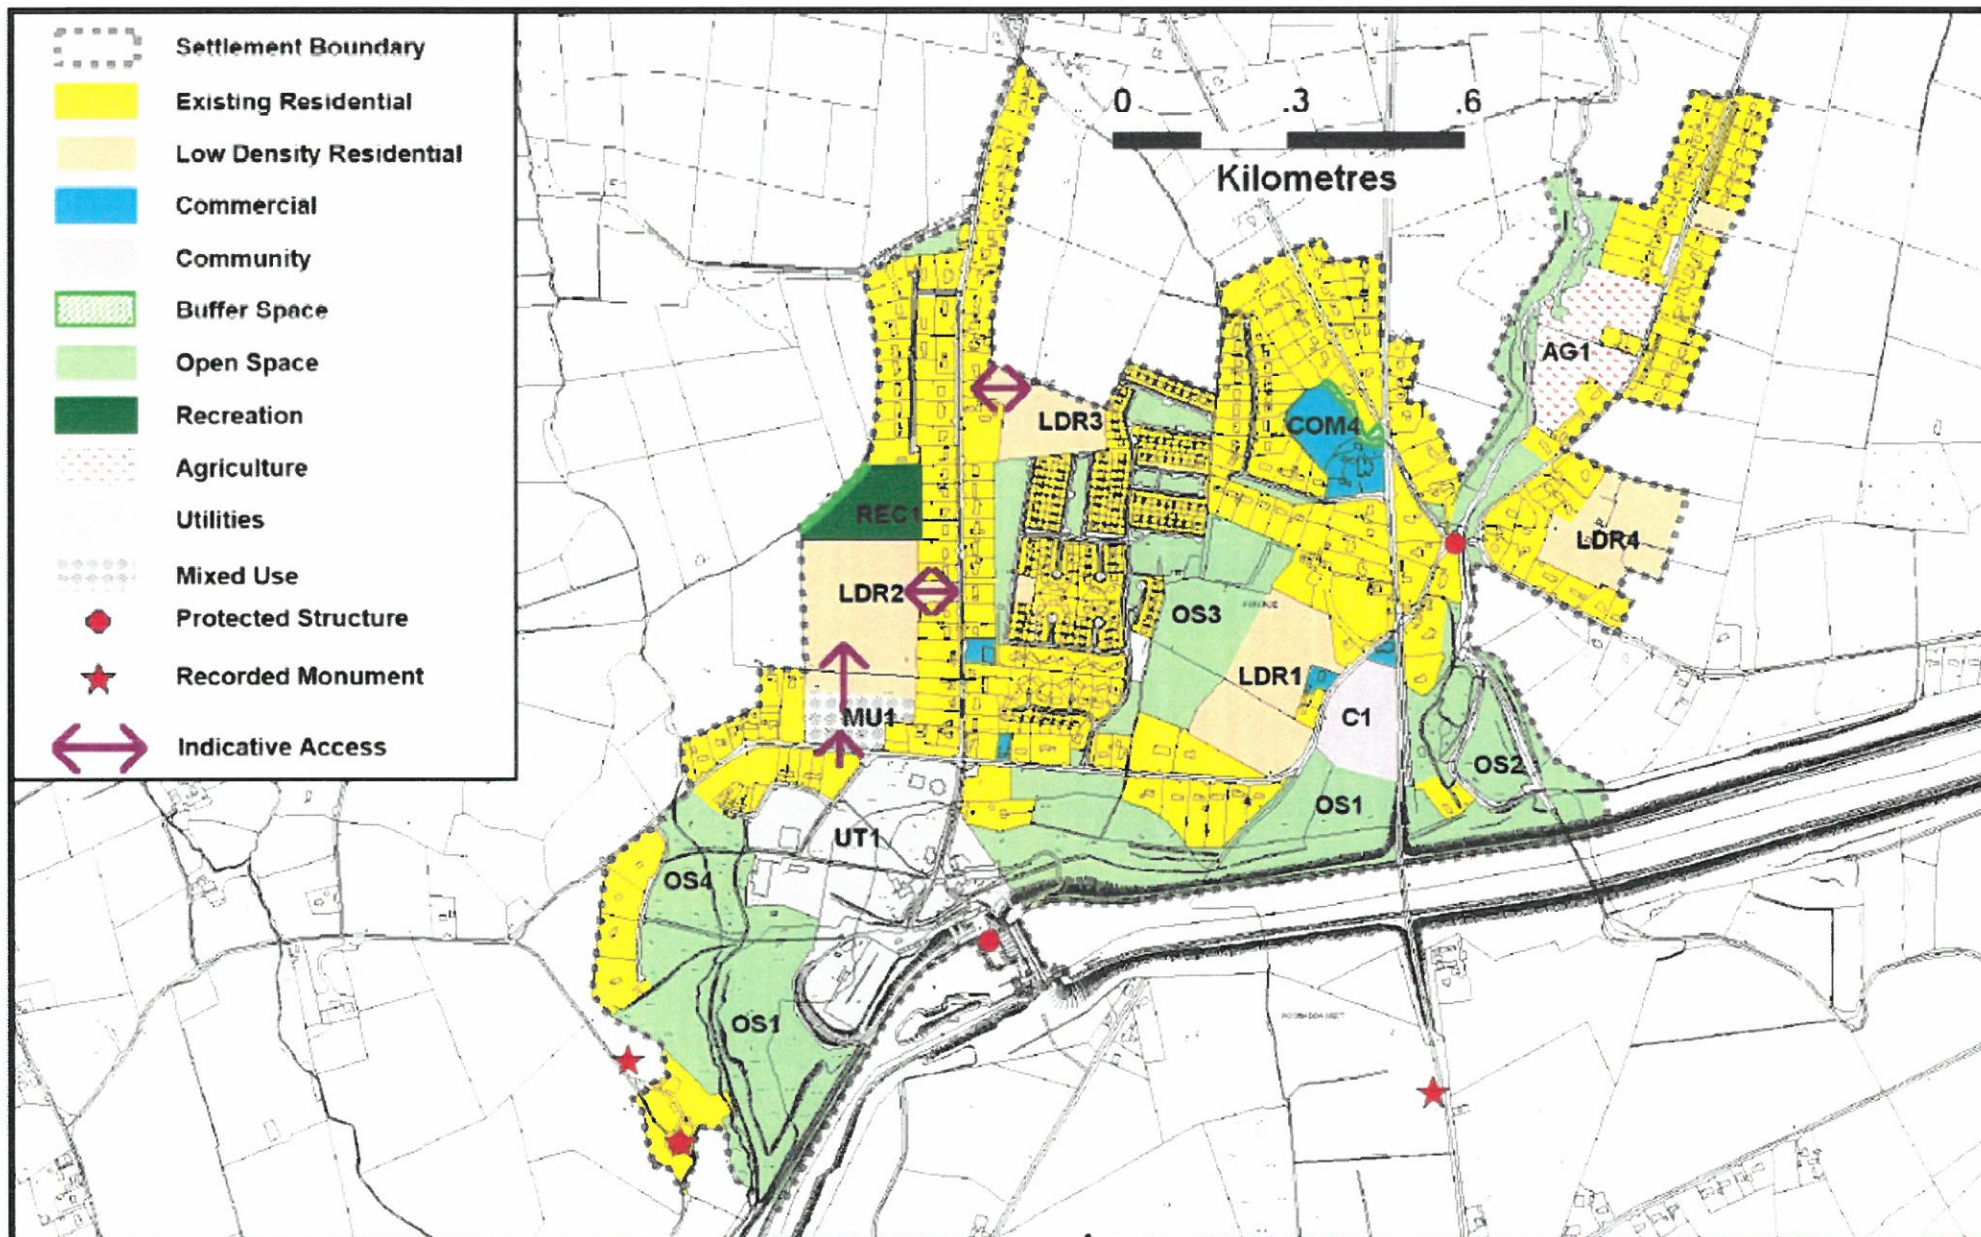 Settlement Boundary
Existing Residential
Low Density Residential
Commercial
Community
Buffer Space
Open Space
Recreation
Agriculture
Utilities
Mixed Use
Protected Structure
Recorded Monument
Indicative Access
0 .3 .6
Kilometres
AG1
LDR3
COM4
REC1
LDR4
LDR2
OS3
LDR1
MU1
C1
OS2
OS1
UT1
OS4
OS1